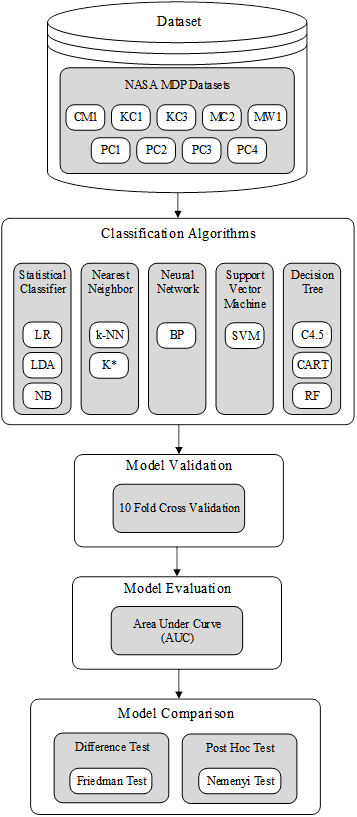 Dataset
NASA MDP Datasets
CM1 KC1 KC3 MC2 MW1
PC1 PC2 PC3 PC4
Classification Algorithms
Statistical
Classifier
LR
LDA
NB
Nearest
Neighbor
k-NN
K*
Neural
Network
BP
Support
Vector
Machine
SVM
Decision
Tree
C4.5
CART
RF
Model Validation
10 Fold Cross Validation
Model Evaluation
Area Under Curve
(AUC)
Model Comparison
Difference Test
Friedman Test
Post Hoc Test
Nemenyi Test